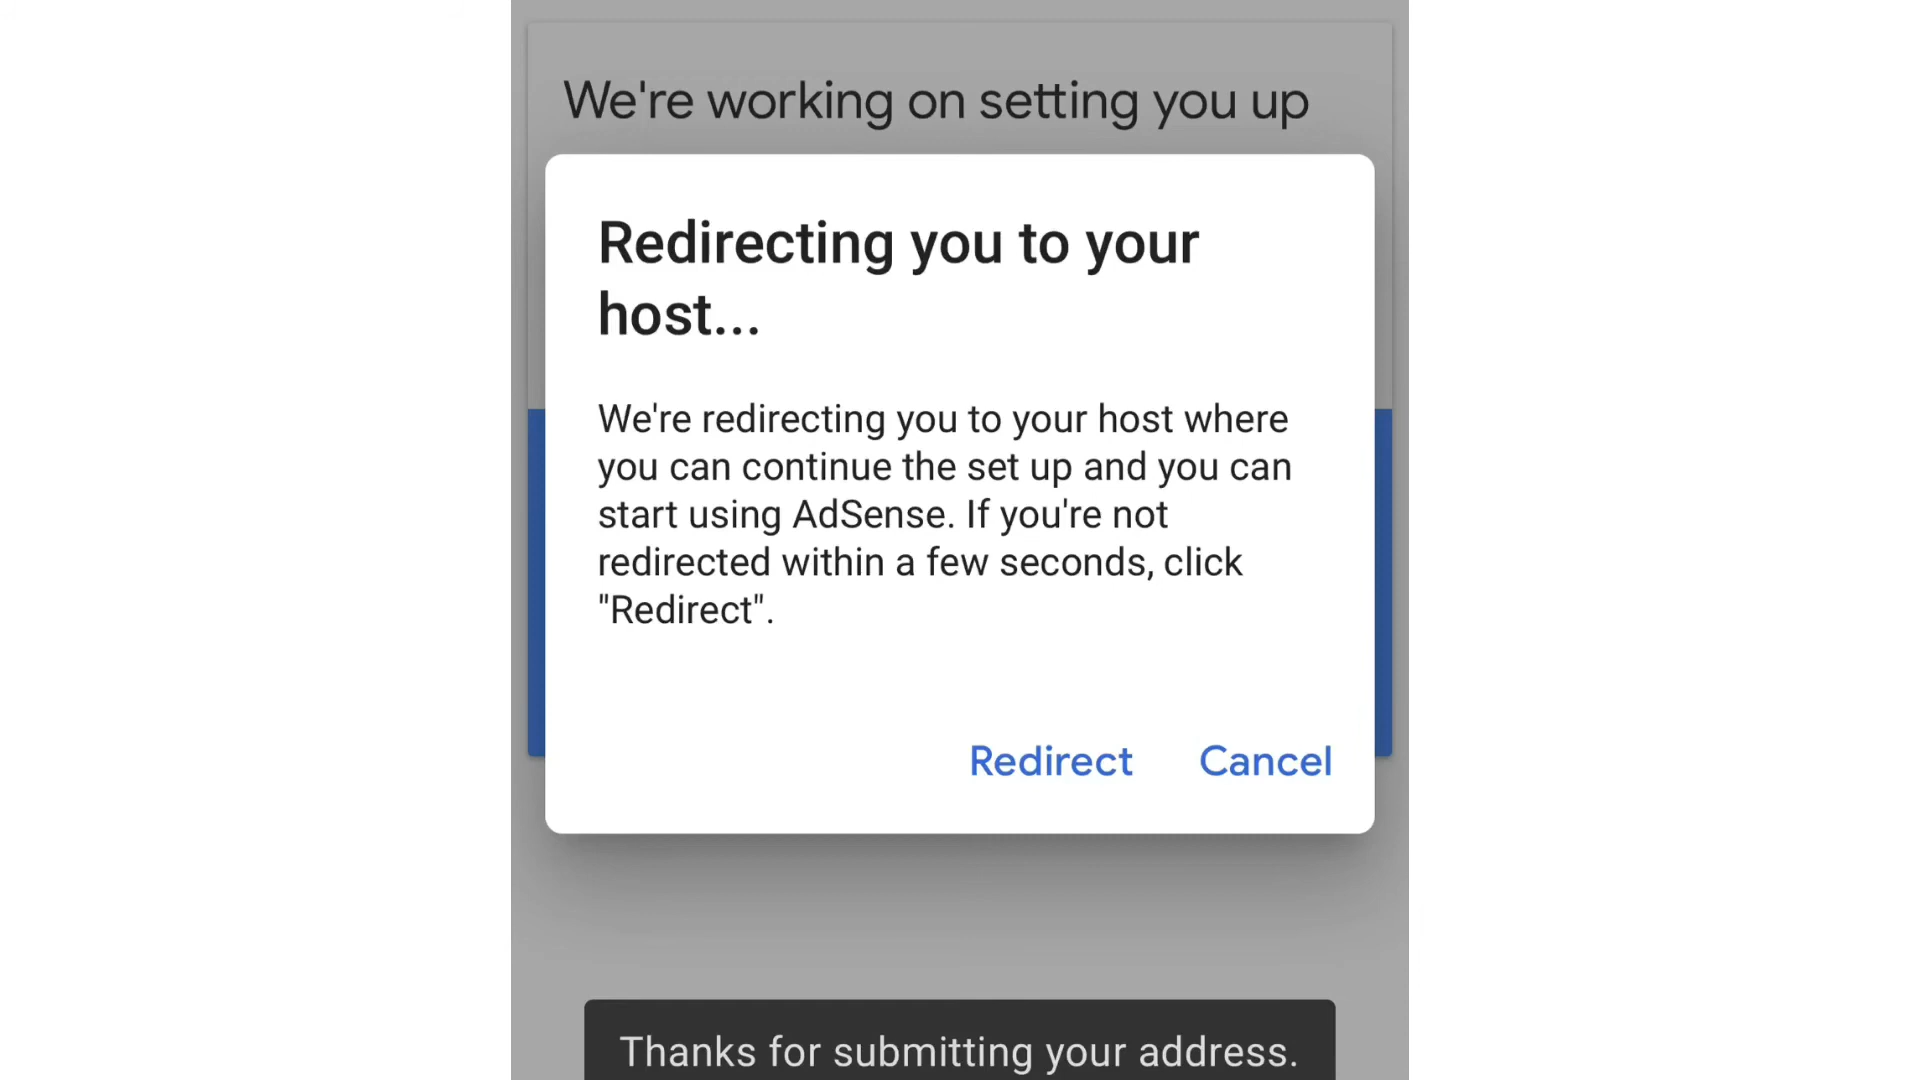 We're working on setting you up
Redirecting you to your
host...
We're redirecting you to your host where
you can continue the set up and you can
start using AdSense. If you're not
redirected within a few seconds, click
"Redirect".
Redirect Cancel
Thanks for submitting your address.